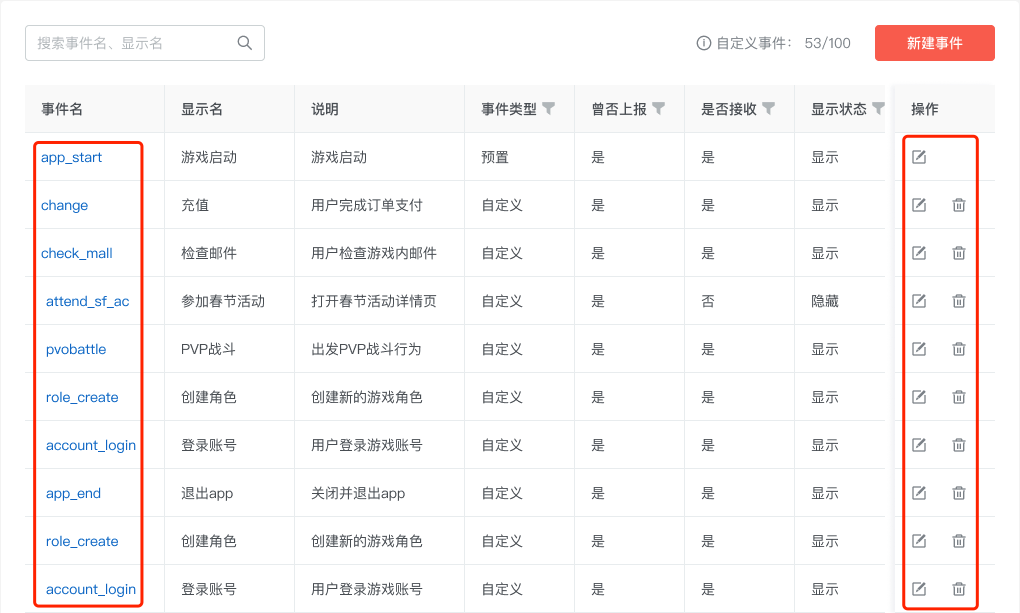 搜索事件名、显示名
自定义事件： 53/100
新建事件
事件名 显示名 说明 事件类型 曾否上报 是否接收 显示状态 操作
app_start 游戏启动 游戏启动 预置 是 是 显示
change 充值 用户完成订单支付 自定义 是 是 显示
check_mall 检查邮件 用户检查游戏内邮件 自定义 是 是 显示
attend_sf_ac 参加春节活动 打开春节活动详情页 自定义 是 否 隐藏
pvobattle PVP战斗 出发PVP战斗行为 自定义 是 是 显示
role_create 创建角色 创建新的游戏角色 自定义 是 是 显示
account_login 登录账号 用户登录游戏账号 自定义 是 是 显示
app_end 退出app 关闭并退出app 自定义 是 是 显示
role_create 创建角色 创建新的游戏角色 自定义 是 是 显示
account_login 登录账号 用户登录游戏账号 自定义 是 是 显示